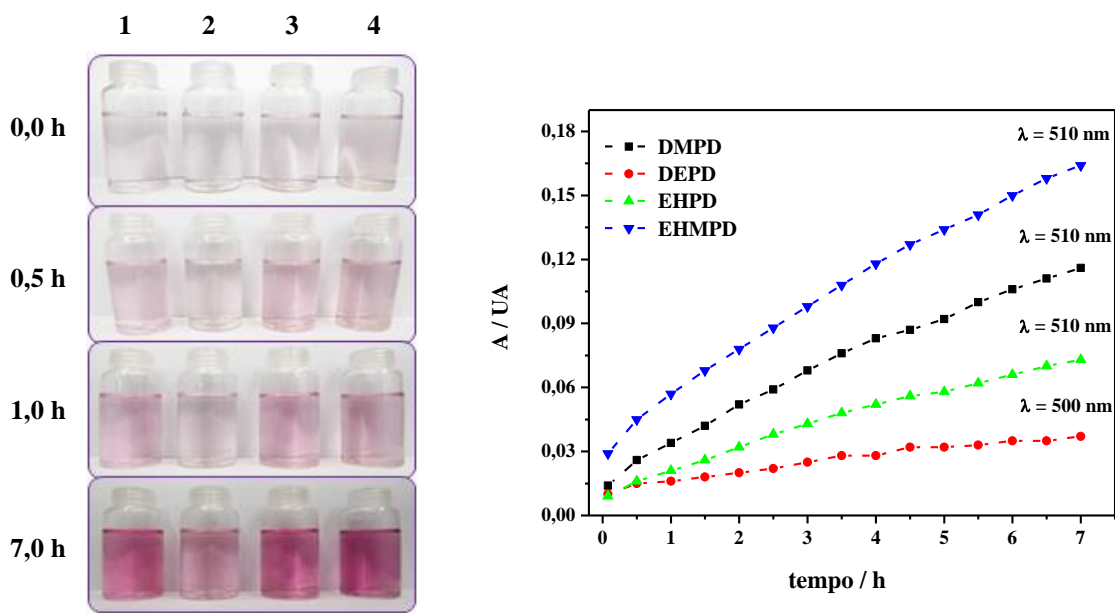 1 2 3 4
0,0 h
0,5 h
1,0 h
7,0 h
A / UA
0,18
0,15
0,12
0,09
0,06
0,03
0,00
DMPD
DEPD
EHPD
EHMPD
λ = 510 nm
λ = 510 nm
λ = 510 nm
λ = 500 nm
0 1 2 3 4 5 6 7
tempo / h